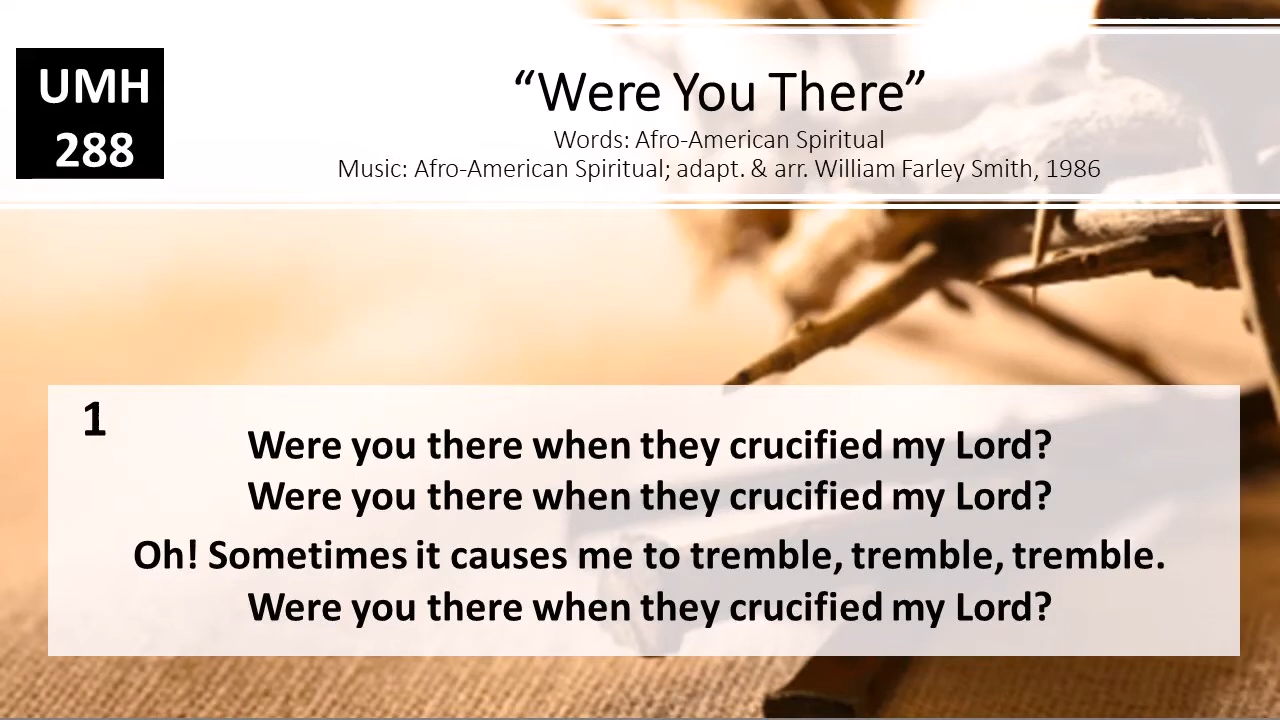 UMH
288
“Were You There”
Words: Afro-American Spiritual
Music: Afro-American Spiritual; adapt. & arr. William Farley Smith, 1986
1
Were you there when they crucified my Lord?
Were you there when they crucified my Lord?
Oh! Sometimes it causes me to tremble, tremble, tremble.
Were you there when they crucified my Lord?